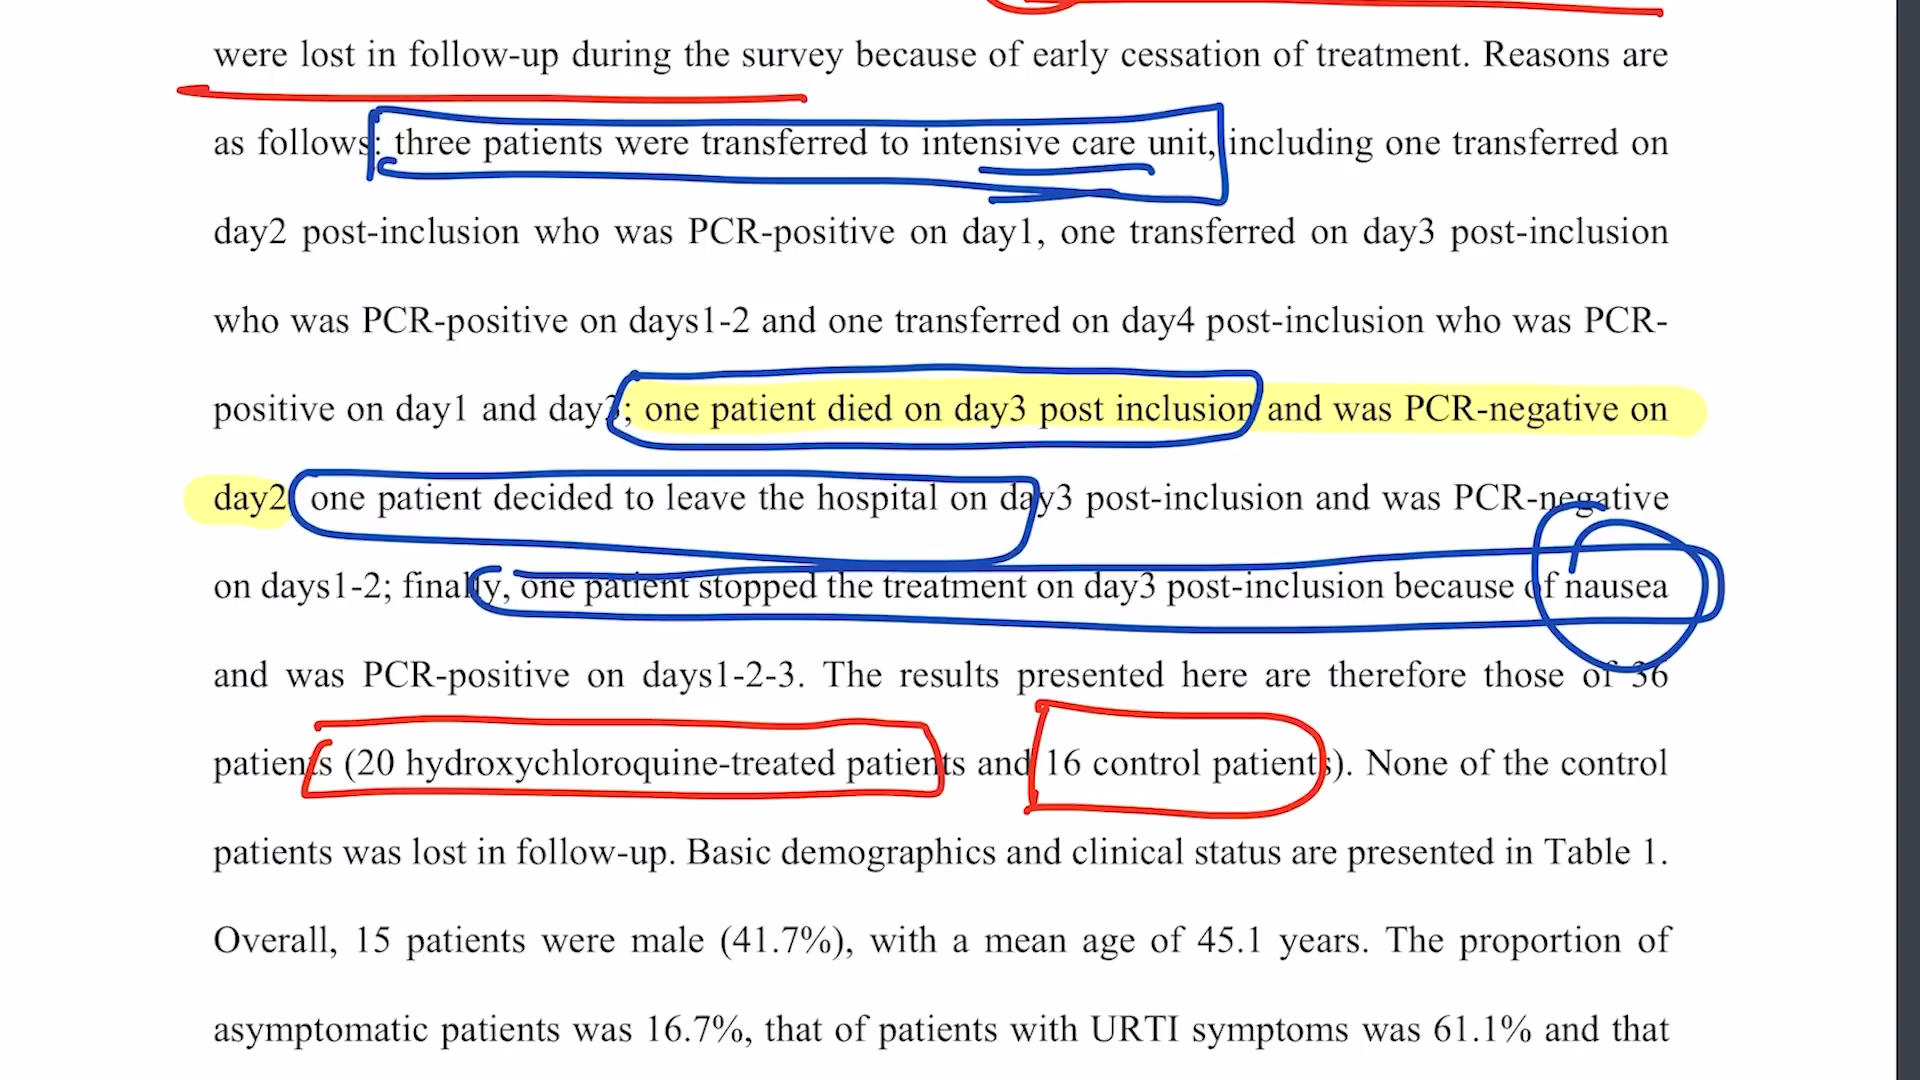 were lost in follow-up during the survey because of early cessation of treatment. Reasons are
as follows: three patients were transferred to intensive care unit, including one transferred on
day2 post-inclusion who was PCR-positive on day1, one transferred on day3 post-inclusion
who was PCR-positive on days1-2 and one transferred on day4 post-inclusion who was PCR-
positive on day1 and day3; one patient died on day3 post inclusion and was PCR-negative on
day2 one patient decided to leave the hospital on day3 post-inclusion and was PCR-negative
on days1-2; finally, one patient stopped the treatment on day3 post-inclusion because of nausea
and was PCR-positive on days1-2-3. The results presented here are therefore those of 36
patients (20 hydroxychloroquine-treated patients and 16 control patients). None of the control
patients was lost in follow-up. Basic demographics and clinical status are presented in Table 1.
Overall, 15 patients were male (41.7%), with a mean age of 45.1 years. The proportion of
asymptomatic patients was 16.7%, that of patients with URTI symptoms was 61.1% and that